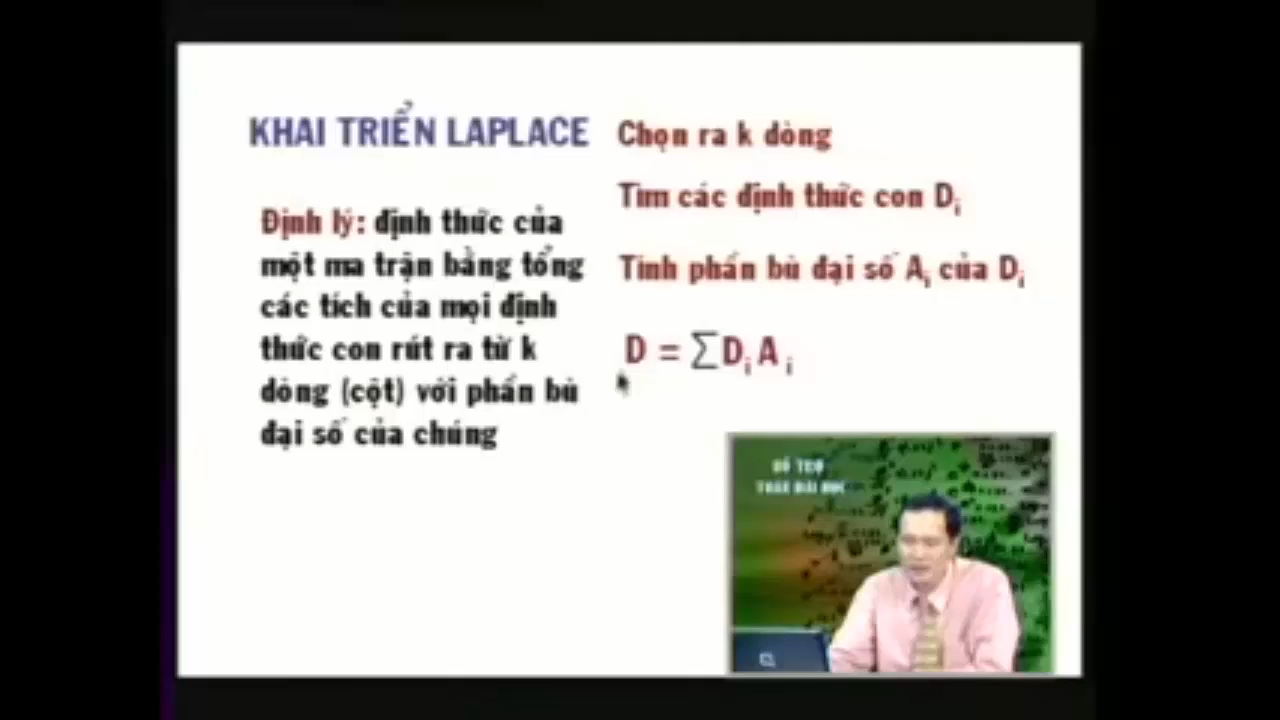 KHAI TRIỂN LAPLACE
Định lý: định thức của
một ma trận bằng tổng
các tích của mọi định
thức con rút ra từ k
dòng (cột) với phần bù
đại số của chúng
Chọn ra k dòng
Tìm các định thức con Di
Tính phần bù đại số Ai của Di
D = ∑Di Ai